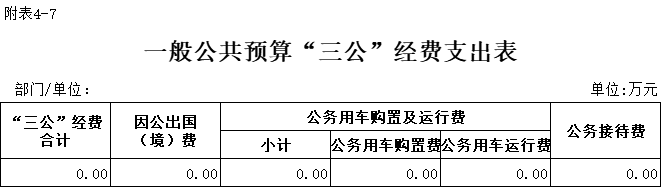 附表4-7
一般公共预算“三公”经费支出表
部门/单位： 单位:万元
“三公”经费合计 因公出国（境）费 公务用车购置及运行费 公务接待费
小计 公务用车购置费 公务用车运行费
0.00 0.00 0.00 0.00 0.00 0.00